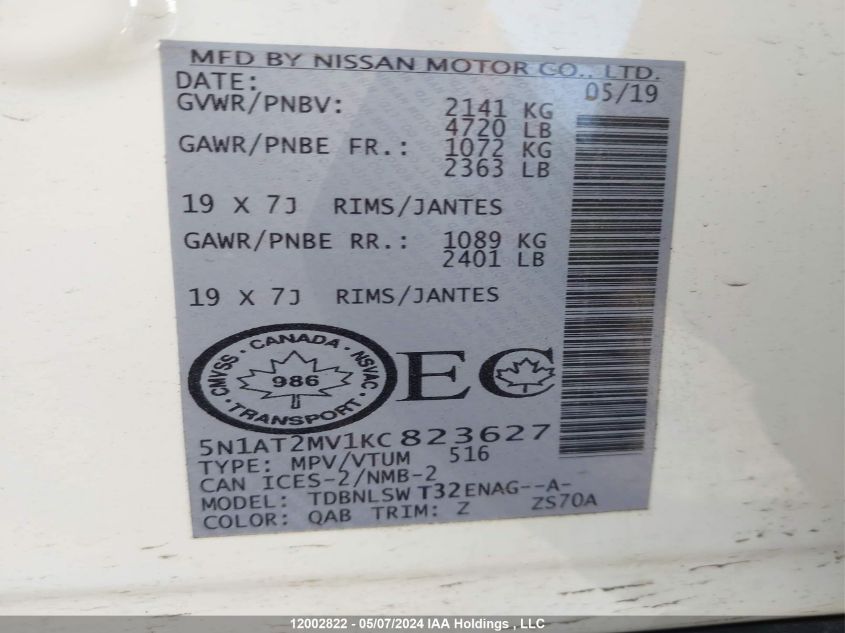 MFD BY NISSAN MOTOR CO., LTD.
DATE: 05/19
GVWR/PNBV: 2141 KG
4720 LB
GAWR/PNBE FR.: 1072 KG
2363 LB
19 X 7J RIMS/JANTES
GAWR/PNBE RR.: 1089 KG
2401 LB
19 X 7J RIMS/JANTES
CMVSS · CANADA · NSVAC · TRANSPORT ·
986
EC
5N1AT2MV1KC823627
TYPE: MPV/VTUM 516
CAN ICES-2/NMB-2
MODEL: TDBNLSW T32ENAG--A-
COLOR: QAB TRIM: Z ZS70A
12002822 - 05/07/2024 IAA Holdings , LLC